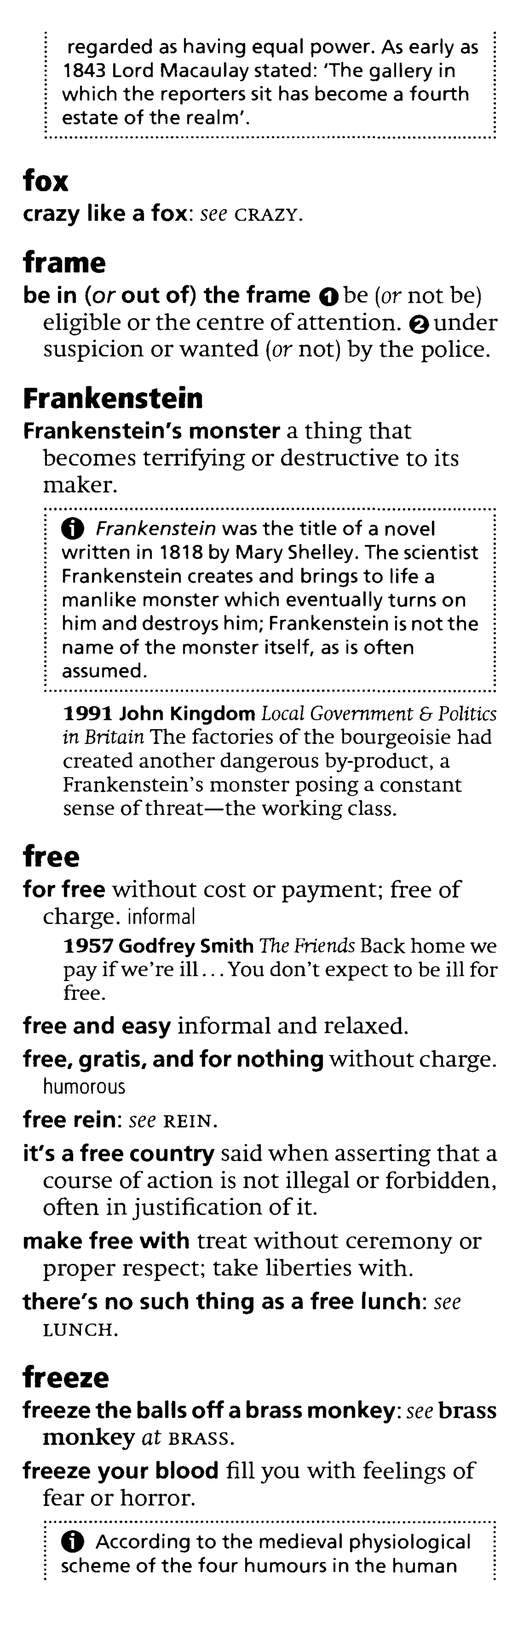 regarded as having equal power. As early as
1843 Lord Macaulay stated: ‘The gallery in
which the reporters sit has become a fourth
estate of the realm’.
fox
crazy like a fox: see CRAZY.
frame
be in (or out of) the frame ❶ be (or not be)
eligible or the centre of attention. ❷ under
suspicion or wanted (or not) by the police.
Frankenstein
Frankenstein’s monster a thing that
becomes terrifying or destructive to its
maker.
Frankenstein was the title of a novel
written in 1818 by Mary Shelley. The scientist
Frankenstein creates and brings to life a
manlike monster which eventually turns on
him and destroys him; Frankenstein is not the
name of the monster itself, as is often
assumed.
1991 John Kingdom Local Government & Politics
in Britain The factories of the bourgeoisie had
created another dangerous by-product, a
Frankenstein’s monster posing a constant
sense of threat—the working class.
free
for free without cost or payment; free of
charge. informal
1957 Godfrey Smith The Friends Back home we
pay if we’re ill... You don’t expect to be ill for
free.
free and easy informal and relaxed.
free, gratis, and for nothing without charge.
humorous
free rein: see REIN.
it’s a free country said when asserting that a
course of action is not illegal or forbidden,
often in justification of it.
make free with treat without ceremony or
proper respect; take liberties with.
there’s no such thing as a free lunch: see
LUNCH.
freeze
freeze the balls off a brass monkey: see brass
monkey at BRASS.
freeze your blood fill you with feelings of
fear or horror.
According to the medieval physiological
scheme of the four humours in the human